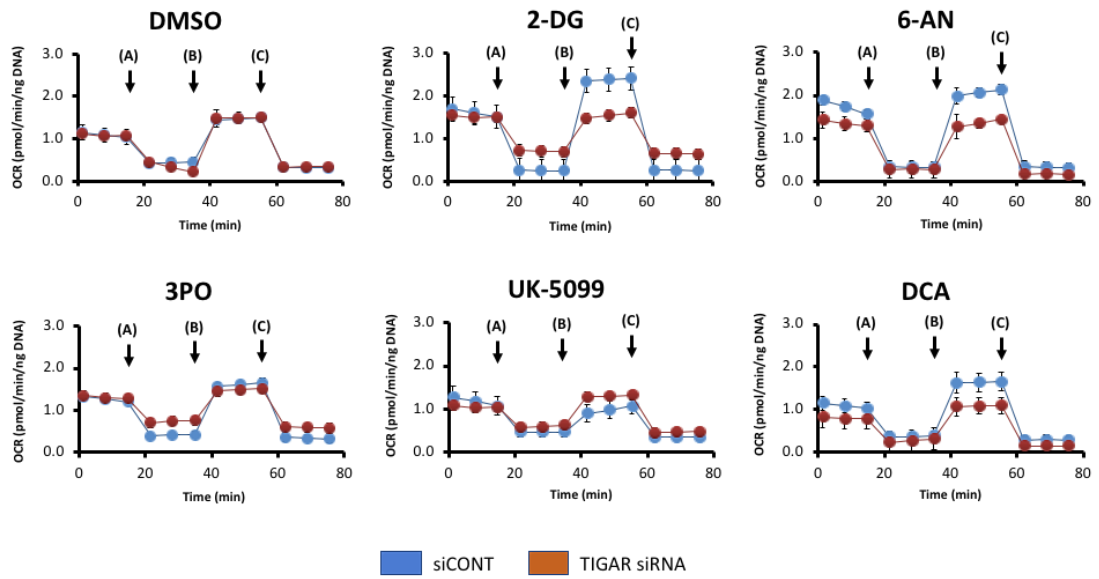 DMSO
(A) (B) (C)
OCR (pmol/min/ng DNA)
3.0
2.0
1.0
0.0
0 20 40 60 80
Time (min)
2-DG
(A) (B) (C)
OCR (pmol/min/ng DNA)
3.0
2.0
1.0
0.0
0 20 40 60 80
Time (min)
6-AN
(A) (B) (C)
OCR (pmol/min/ng DNA)
3.0
2.0
1.0
0.0
0 20 40 60 80
Time (min)
3PO
(A) (B) (C)
OCR (pmol/min/ng DNA)
3.0
2.0
1.0
0.0
0 20 40 60 80
Time (min)
UK-5099
(A) (B) (C)
OCR (pmol/min/ng DNA)
3.0
2.0
1.0
0.0
0 20 40 60 80
Time (min)
DCA
(A) (B) (C)
OCR (pmol/min/ng DNA)
3.0
2.0
1.0
0.0
0 20 40 60 80
Time (min)
siCONT TIGAR siRNA